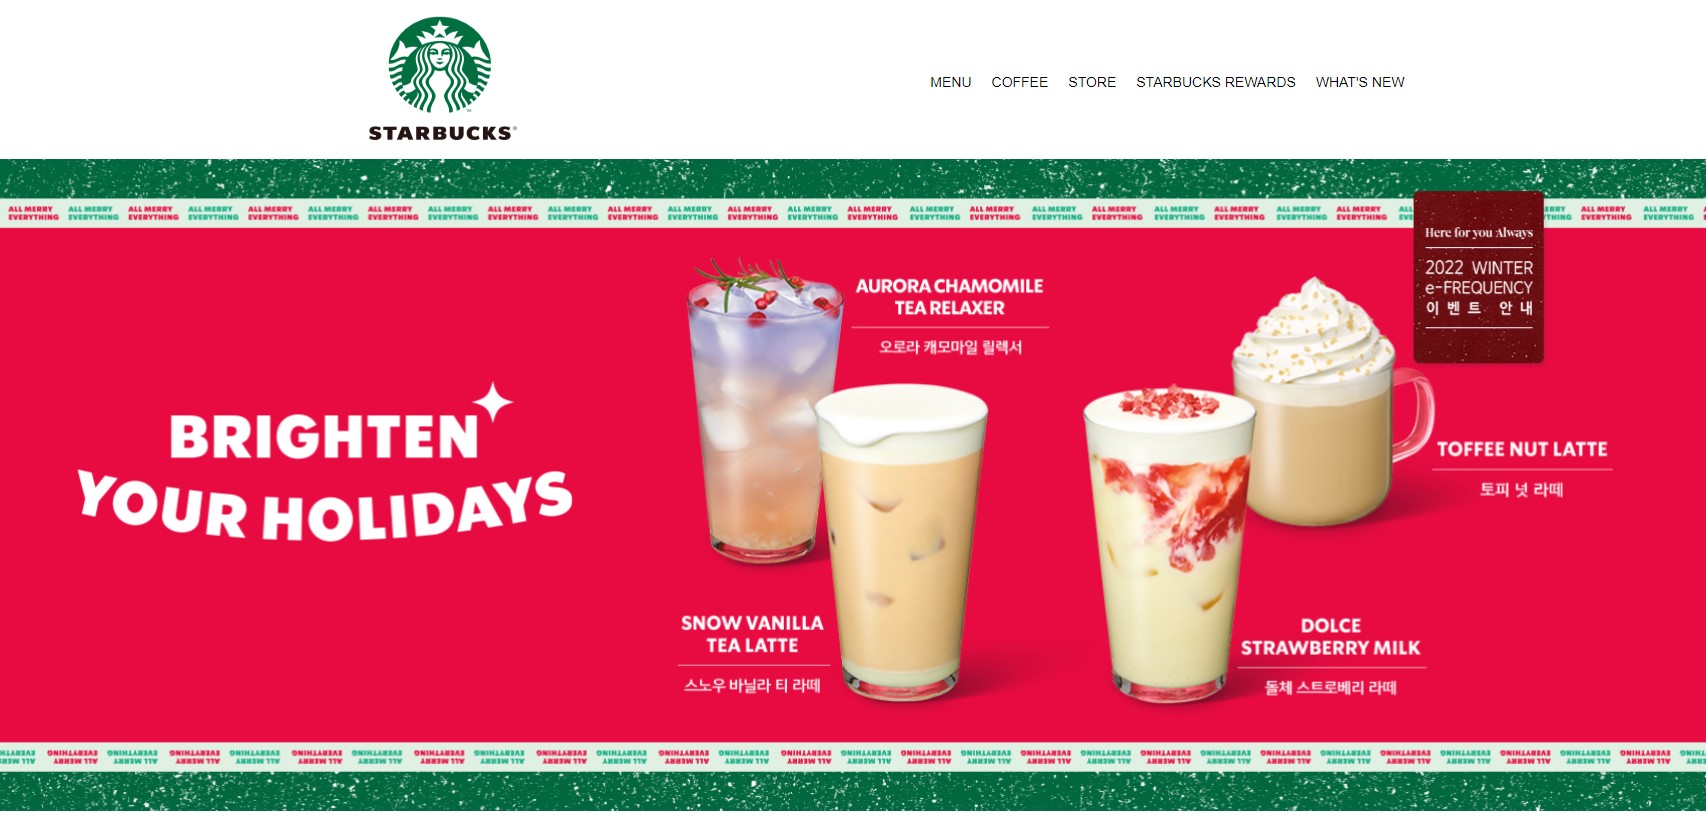 STARBUCKS®
MENU COFFEE STORE STARBUCKS REWARDS WHAT'S NEW
ALL MERRY ALL MERRY ALL MERRY ALL MERRY ALL MERRY ALL MERRY ALL MERRY ALL MERRY ALL MERRY ALL MERRY ALL MERRY ALL MERRY ALL MERRY ALL MERRY ALL MERRY ALL MERRY ALL MERRY ALL MERRY ALL MERRY ALL MERRY ALL MERRY ALL MERRY ALL MERRY
EVERYTHING EVERYTHING EVERYTHING EVERYTHING EVERYTHING EVERYTHING EVERYTHING EVERYTHING EVERYTHING EVERYTHING EVERYTHING EVERYTHING EVERYTHING EVERYTHING EVERYTHING EVERYTHING EVERYTHING EVERYTHING EVERYTHING EVERYTHING EVERYTHING EVERYTHING EVERYTHING
Here for you Always
2022 WINTER
e-FREQUENCY
이벤트 안내
BRIGHTEN
YOUR HOLIDAYS
AURORA CHAMOMILE
TEA RELAXER
오로라 캐모마일 릴렉서
TOFFEE NUT LATTE
토피 넛 라떼
SNOW VANILLA
TEA LATTE
스노우 바닐라 티 라떼
DOLCE
STRAWBERRY MILK
돌체 스트로베리 라떼